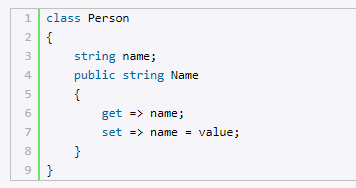 1 class Person
2 {
3     string name;
4     public string Name
5     {
6         get => name;
7         set => name = value;
8     }
9 }